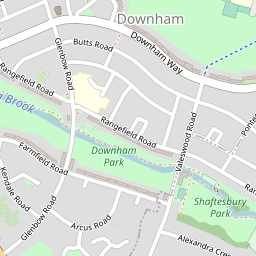 Downham
Butts Road
Downham Way
Glenbow Road
Rangefield Road
Brook
Rangefield Road
Valeswood Road
Downham
Park
Farmfield Road
Kendale Road
Glenbow Road
Arcus Road
Shaftesbury
Park
Alexandra